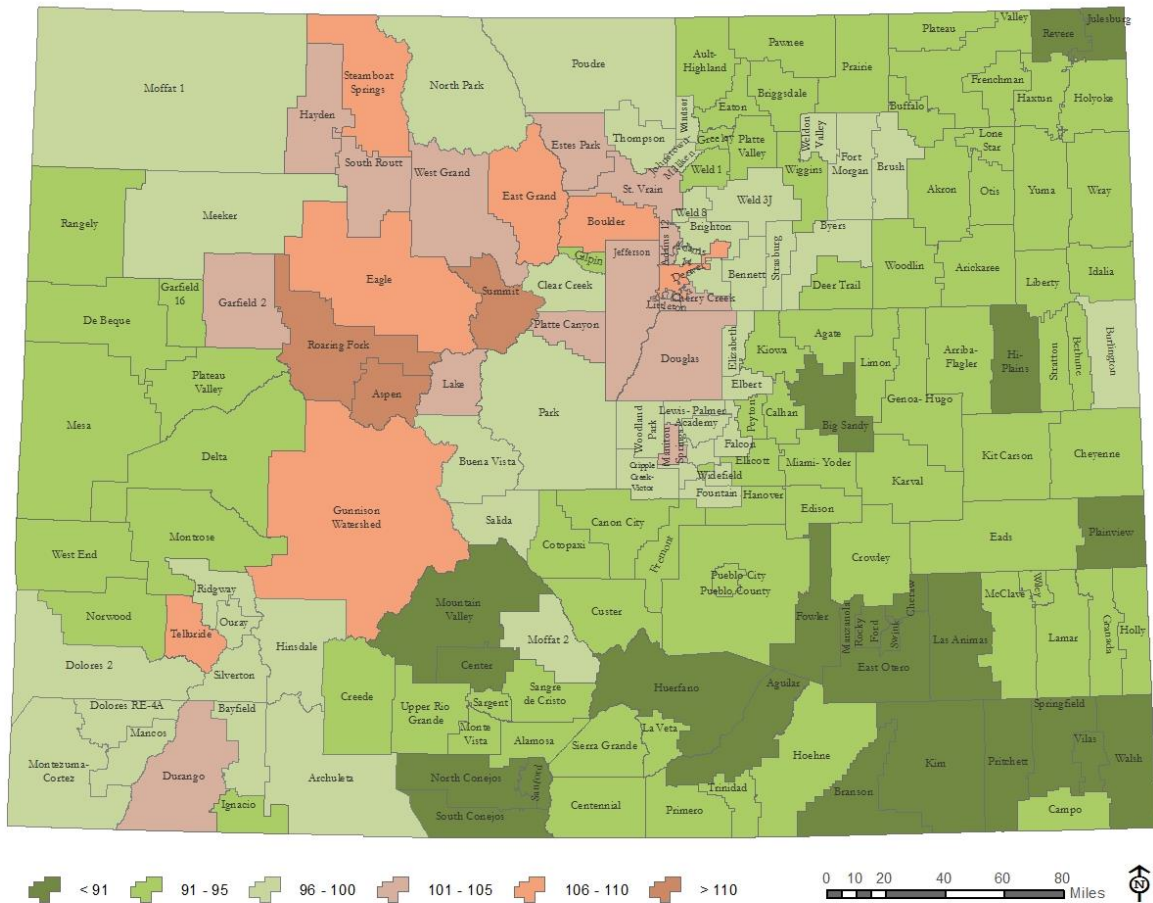 Julesburg
Revere
Valley
Plateau
Pawnee
Ault-
Highland
Prairie
Poudre
Moffat 1
Steamboat
Springs
North Park
Frenchman
Haxtun
Holyoke
Briggsdale
Buffalo
Eaton
Hayden
Windsor
Thompson
Estes Park
Johnstown-
Milliken
Greeley
Platte
Valley
Weldon
Valley
Fort
Morgan
Brush
Lone
Star
South Routt
West Grand
Weld 1
Wiggins
Akron
Otis
Yuma
Wray
East Grand
St. Vrain
Weld 3J
Rangely
Meeker
Boulder
Weld 8
Brighton
Byers
Adams 12
Jefferson
Gilpin
Strasburg
Bennett
Woodlin
Arickaree
Idalia
Liberty
Deer Trail
Eagle
Summit
Clear Creek
Denver
Littleton
Cherry Creek
Garfield
16
Garfield 2
De Beque
Platte Canyon
Roaring Fork
Douglas
Elizabeth
Kiowa
Agate
Limon
Arriba-
Flagler
Hi-
Plains
Stratton
Bethune
Burlington
Plateau
Valley
Lake
Aspen
Elbert
Genoa- Hugo
Park
Mesa
Woodland
Park
Lewis- Palmer
Academy
Manitou
Springs
Peyton
Calhan
Big Sandy
Falcon
Delta
Buena Vista
Cripple
Creek-
Victor
Ellicott
Miami- Yoder
Kit Carson
Cheyenne
Widefield
Fountain
Hanover
Karval
Edison
Gunnison
Watershed
Salida
Canon City
Cotopaxi
Fremont
Montrose
West End
Crowley
Eads
Plainview
Pueblo City
Pueblo County
Ridgway
Ouray
Norwood
Telluride
Hinsdale
Mountain
Valley
Moffat 2
Custer
Fowler
Manzanola
Rocky
Ford
Swink
Cheraw
Las Animas
McClave
Wiley
Lamar
Granada
Holly
Dolores 2
Silverton
Center
East Otero
Huerfano
Aguilar
Creede
Upper Rio
Grande
Sargent
Sangre
de Cristo
Dolores RE-4A
Bayfield
Mancos
Monte
Vista
Alamosa
Sierra Grande
La Veta
Hoehne
Springfield
Vilas
Walsh
Kim
Pritchett
Montezuma-
Cortez
Durango
Archuleta
North Conejos
Sanford
Branson
Trinidad
Primero
Centennial
Ignacio
South Conejos
Campo
< 91
91 - 95
96 - 100
101 - 105
106 - 110
> 110
0 10 20 40 60 80
Miles
N